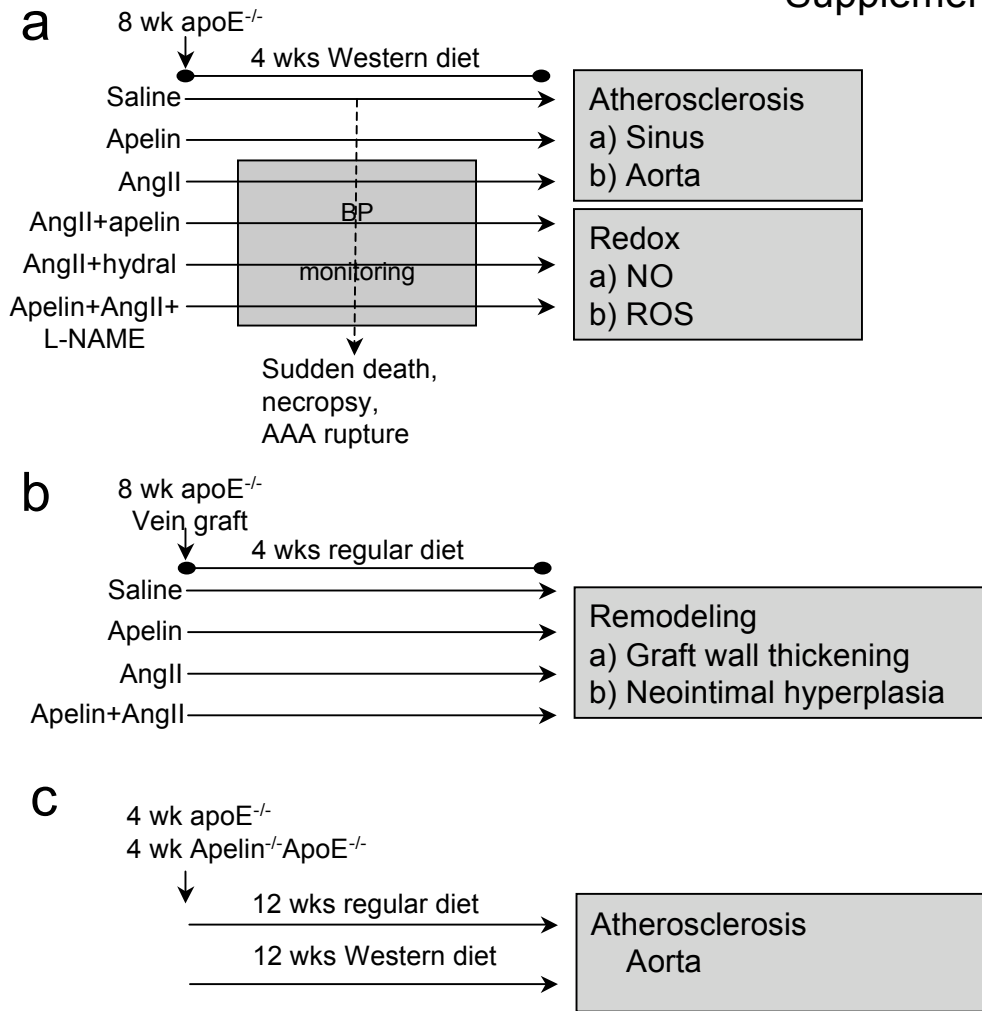 Supplemen
a
8 wk apoE-/-
4 wks Western diet
Saline
Apelin
AngII
AngII+apelin
AngII+hydral
Apelin+AngII+
L-NAME
BP
monitoring
Sudden death,
necropsy,
AAA rupture
Atherosclerosis
a) Sinus
b) Aorta
Redox
a) NO
b) ROS
b
8 wk apoE-/-
Vein graft
4 wks regular diet
Saline
Apelin
AngII
Apelin+AngII
Remodeling
a) Graft wall thickening
b) Neointimal hyperplasia
c
4 wk apoE-/-
4 wk Apelin-/-ApoE-/-
12 wks regular diet
12 wks Western diet
Atherosclerosis
Aorta